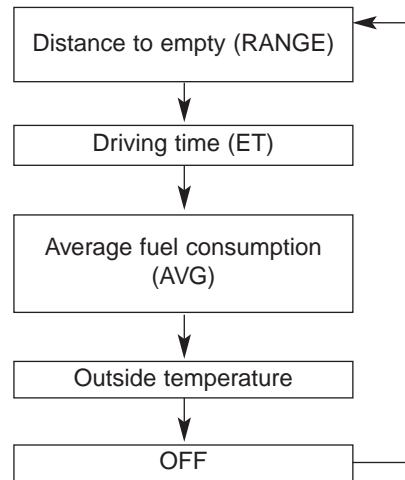 Distance to empty (RANGE)
Driving time (ET)
Average fuel consumption
(AVG)
Outside temperature
OFF